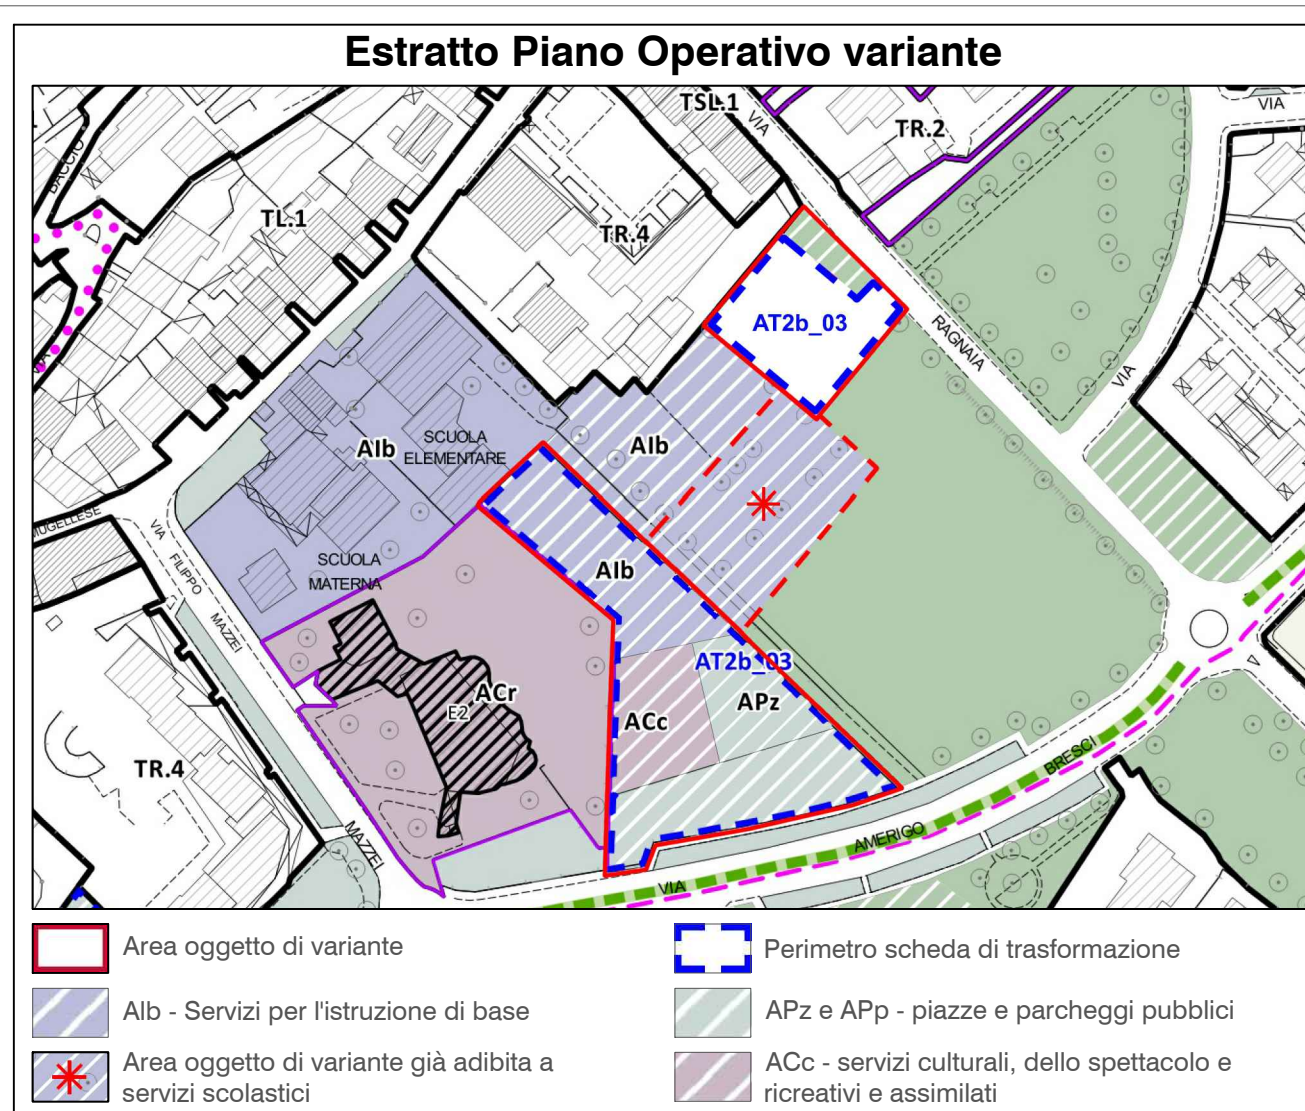 Estratto Piano Operativo variante
TSL.1
VIA
TR.2
VIA
BACCIO
TL.1
TR.4
AT2b_03
RAGNAIA
VIA
AIb
SCUOLA
ELEMENTARE
AIb
MUGELLESE
VIA
FILIPPO
MAZZEI
SCUOLA
MATERNA
AIb
AT2b_03
ACr
E2
ACc
APz
TR.4
MAZZEI
VIA
AMERIGO
BRESCI
Area oggetto di variante
Perimetro scheda di trasformazione
AIb - Servizi per l'istruzione di base
APz e APp - piazze e parcheggi pubblici
Area oggetto di variante già adibita a
servizi scolastici
ACc - servizi culturali, dello spettacolo e
ricreativi e assimilati